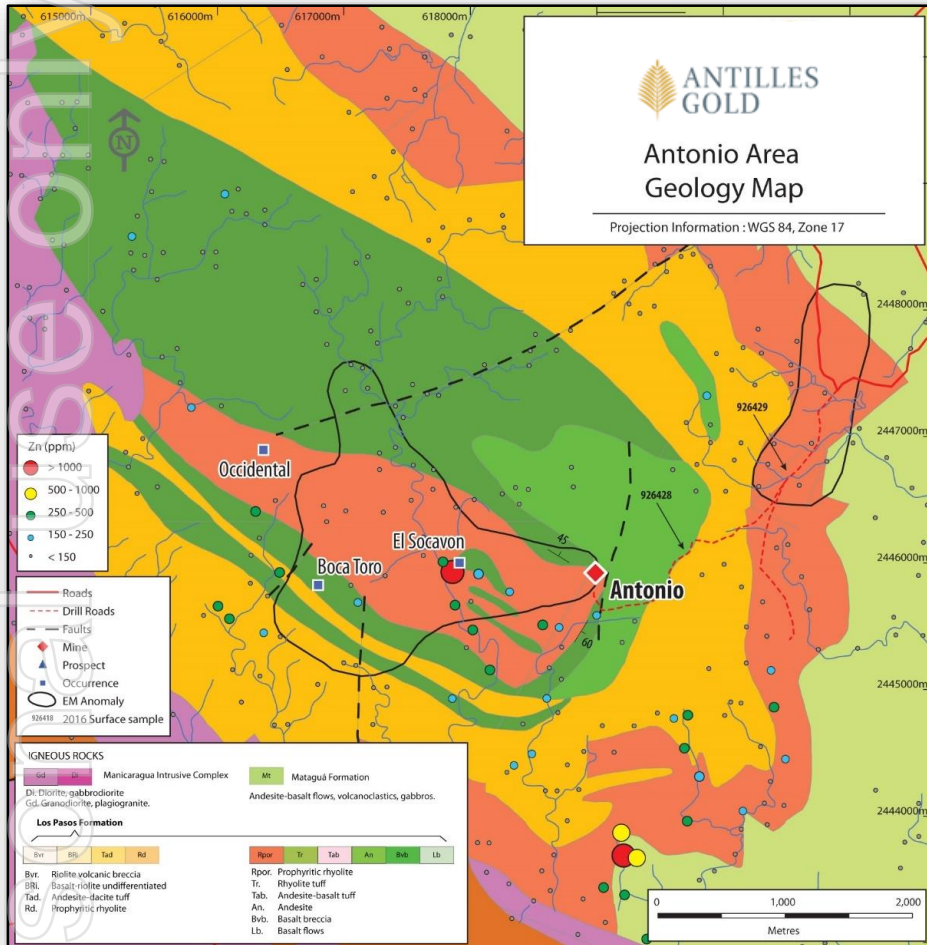 615000m
616000m
617000m
618000m
ANTILLES
GOLD
Antonio Area
Geology Map
Projection Information : WGS 84, Zone 17
N
2448000m
2447000m
2446000m
2445000m
2444000m
926429
926428
Occidental
El Socavon
Boca Toro
Antonio
45
60
Zn (ppm)
> 1000
500 - 1000
250 - 500
150 - 250
< 150
Roads
Drill Roads
Faults
Mine
Prospect
Occurrence
EM Anomaly
926418 2016 Surface sample
IGNEOUS ROCKS
Gd Di Manicaragua Intrusive Complex
Di. Diorite, gabbrodiorite
Gd. Granodiorite, plagiogranite.
Mt Mataguá Formation
Andesite-basalt flows, volcanoclastics, gabbros.
Los Pasos Formation
Bvr BRi Tad Rd
Bvr. Riolite volcanic breccia
BRi. Basalt-riolite undifferentiated
Tad. Andesite-dacite tuff
Rd. Prophyritic rhyolite
Rpor Tr Tab An Bvb Lb
Rpor. Prophyritic rhyolite
Tr. Rhyolite tuff
Tab. Andesite-basalt tuff
An. Andesite
Bvb. Basalt breccia
Lb. Basalt flows
0 1,000 2,000
Metres
sonal use only